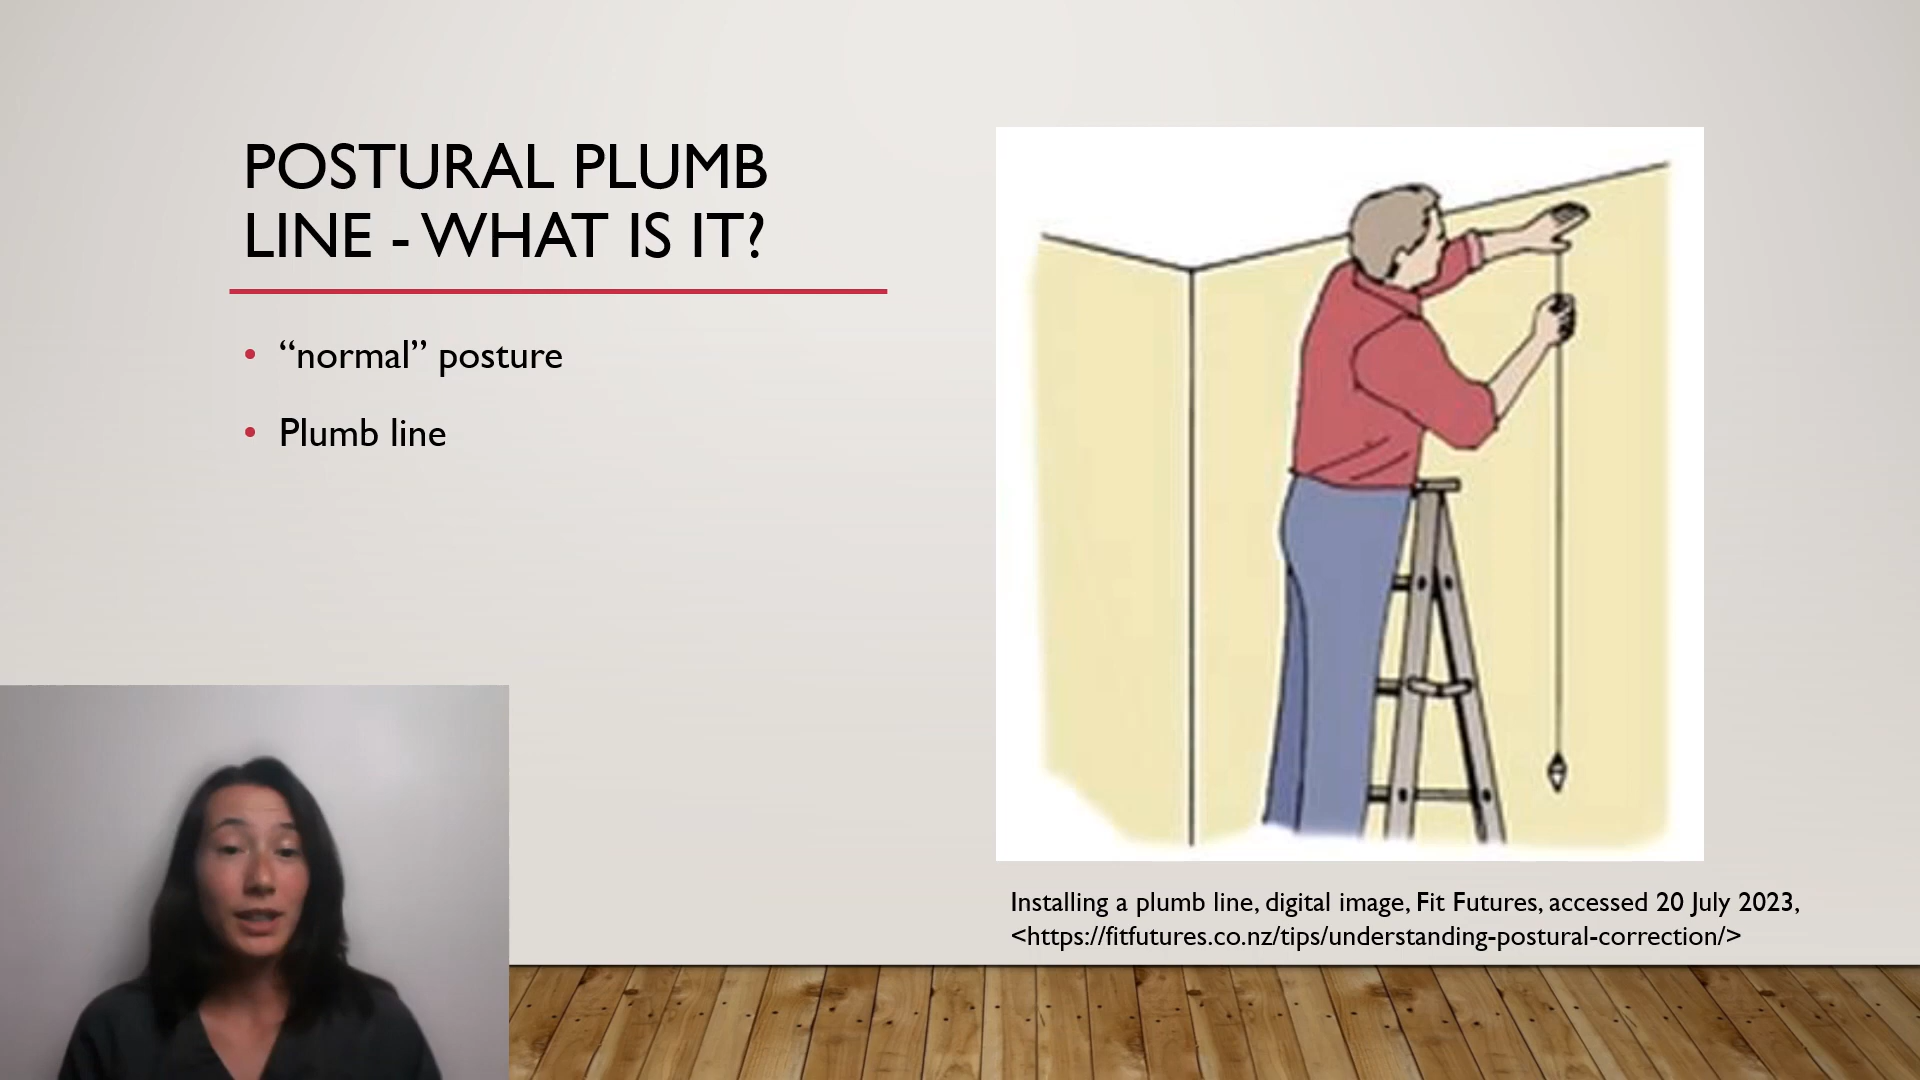 POSTURAL PLUMB
LINE - WHAT IS IT?
• “normal” posture
• Plumb line
Installing a plumb line, digital image, Fit Futures, accessed 20 July 2023,
<https://fitfutures.co.nz/tips/understanding-postural-correction/>